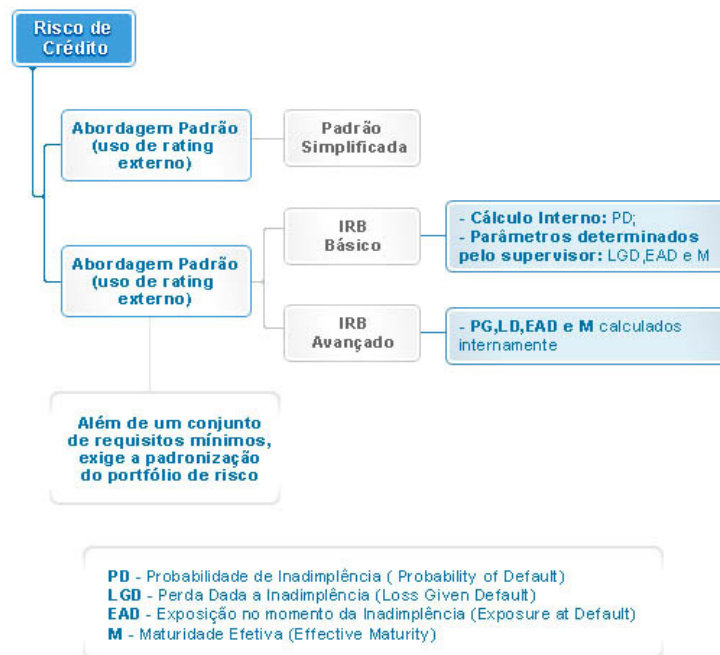 Risco de
Crédito
Abordagem Padrão
(uso de rating
externo)
Padrão
Simplificada
Abordagem Padrão
(uso de rating
externo)
IRB
Básico
- Cálculo Interno: PD;
- Parâmetros determinados
pelo supervisor: LGD,EAD e M
IRB
Avançado
- PG,LD,EAD e M calculados
internamente
Além de um conjunto
de requisitos mínimos,
exige a padronização
do portfólio de risco
PD - Probabilidade de Inadimplência ( Probability of Default)
LGD - Perda Dada a Inadimplência (Loss Given Default)
EAD - Exposição no momento da Inadimplência (Exposure at Default)
M - Maturidade Efetiva (Effective Maturity)